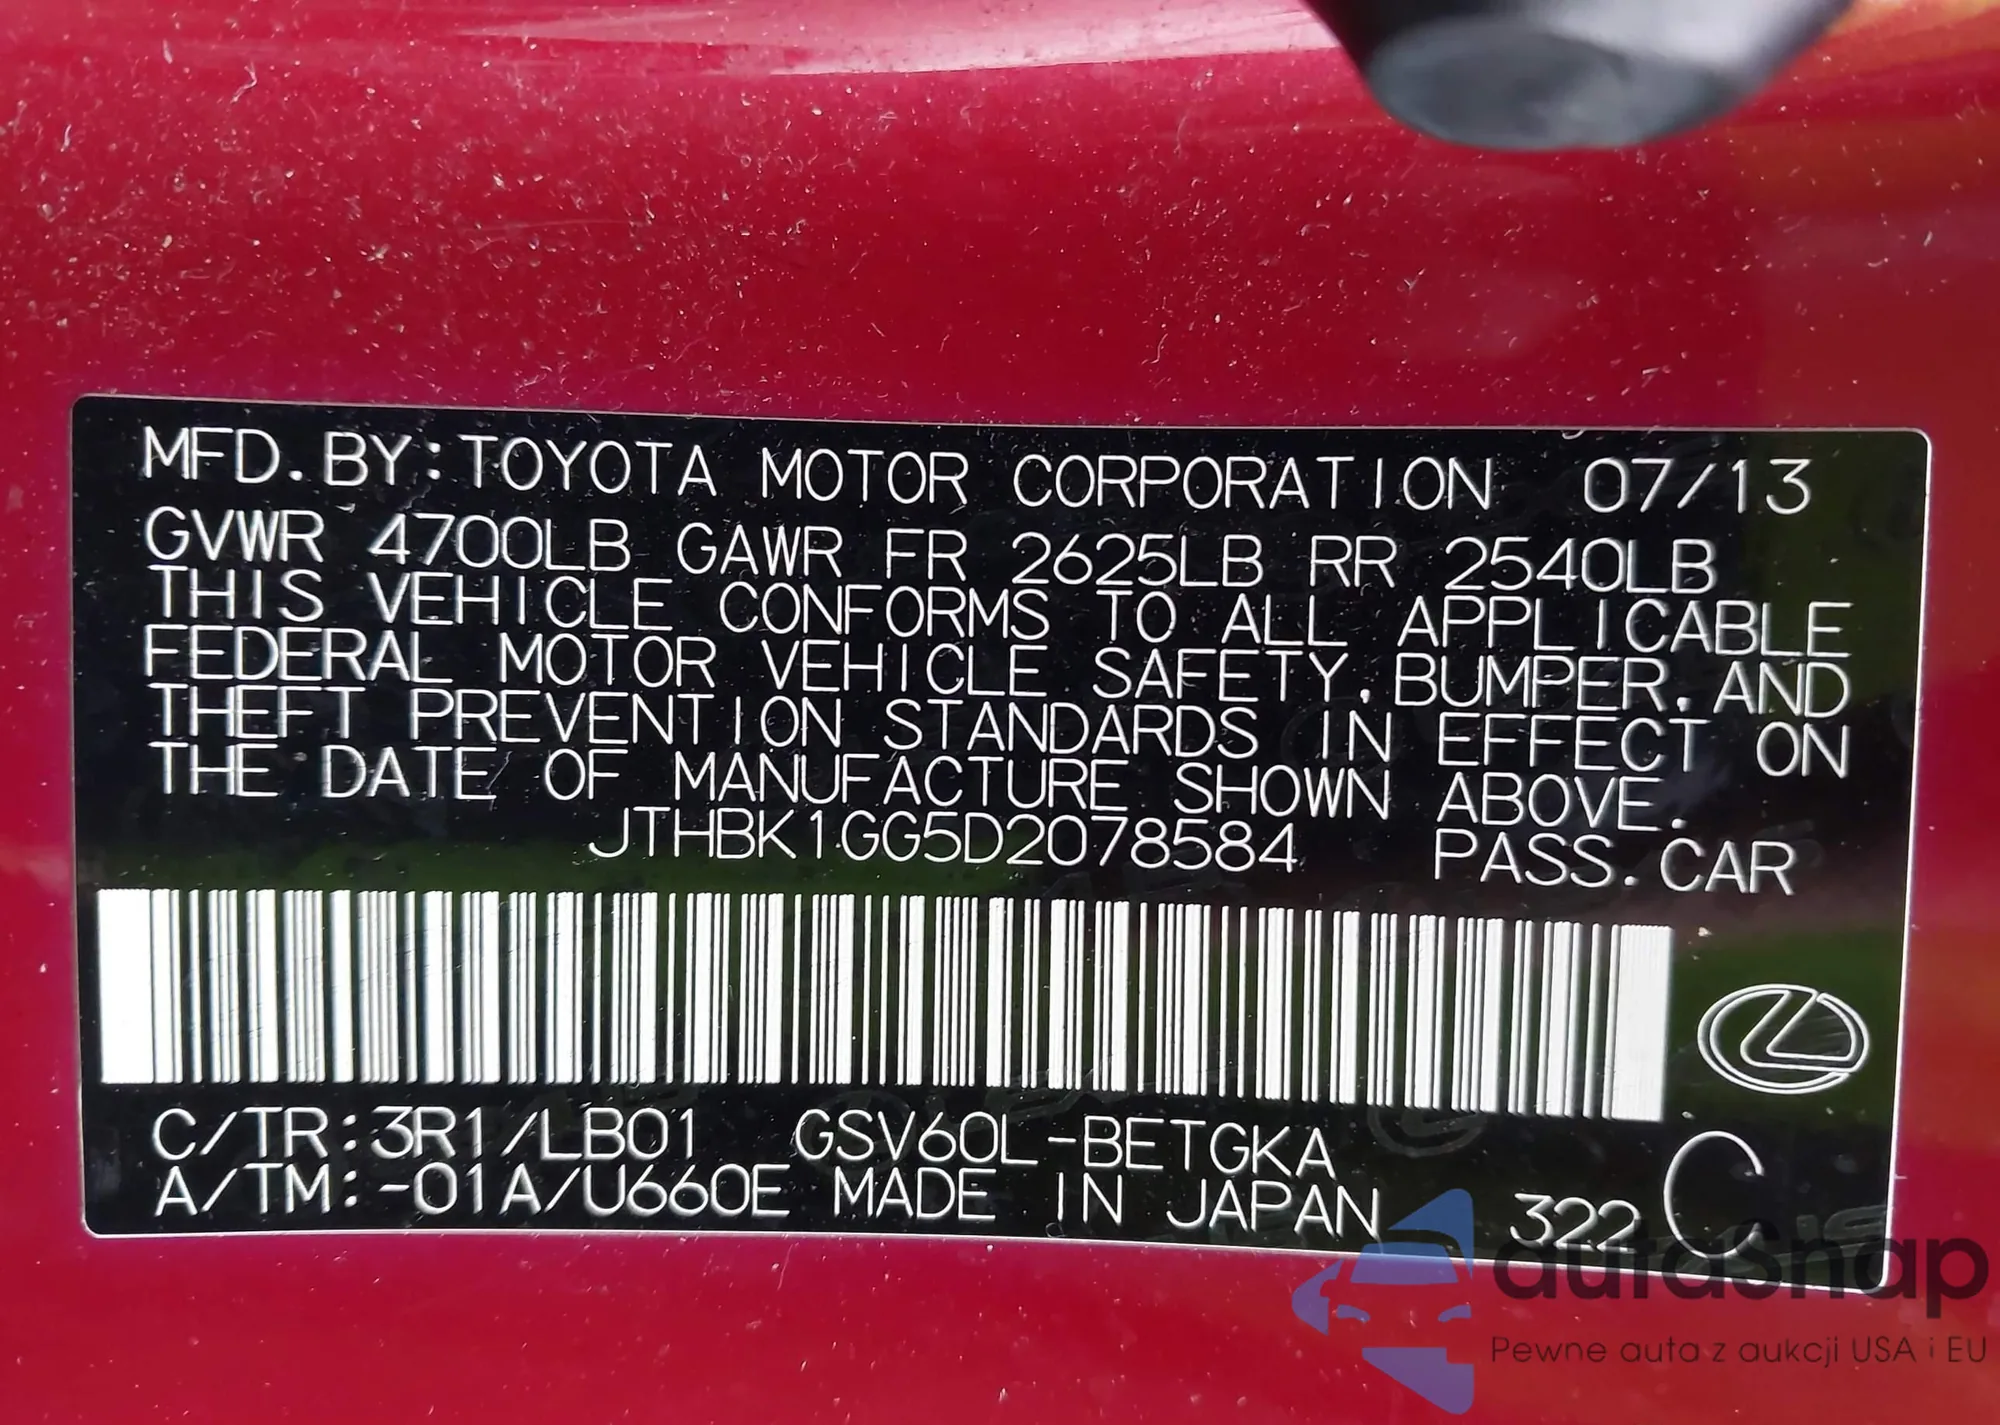 MFD.BY:TOYOTA MOTOR CORPORATION 07/13
GVWR 4700LB GAWR FR 2625LB RR 2540LB
THIS VEHICLE CONFORMS TO ALL APPLICABLE
FEDERAL MOTOR VEHICLE SAFETY,BUMPER,AND
THEFT PREVENTION STANDARDS IN EFFECT ON
THE DATE OF MANUFACTURE SHOWN ABOVE.
JTHBK1GG5D2078584 PASS.CAR
C/TR:3R1/LB01 GSV60L-BETGKA
A/TM:-01A/U660E MADE IN JAPAN 322 C
autasnap
Pewne auta z aukcji USA i EU